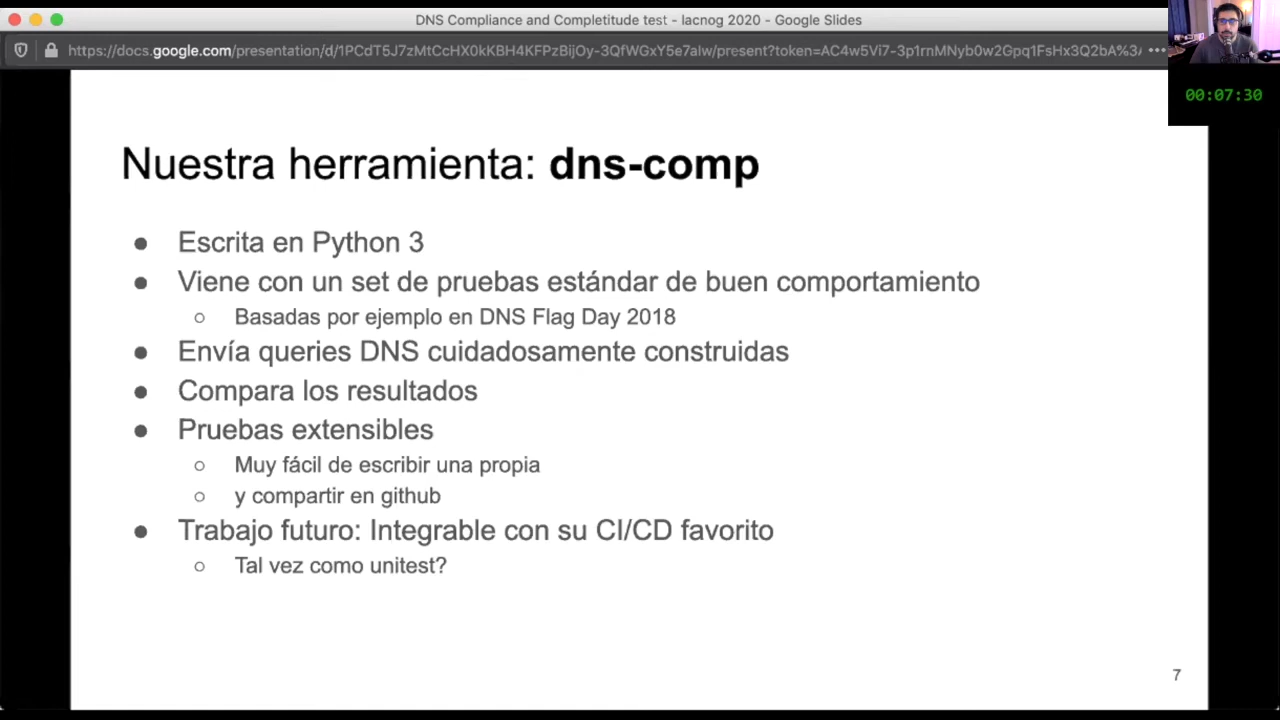 DNS Compliance and Completitude test - lacnog 2020 - Google Slides
https://docs.google.com/presentation/d/1PCdT5J7zMtCcHX0kKBH4KFPzBijOy-3QfWGxY5e7alw/present?token=AC4w5Vi7-3p1rnMNyb0w2Gpq1FsHx3Q2bA%3A
00:07:30
Nuestra herramienta: dns-comp
● Escrita en Python 3
● Viene con un set de pruebas estándar de buen comportamiento
○ Basadas por ejemplo en DNS Flag Day 2018
● Envía queries DNS cuidadosamente construidas
● Compara los resultados
● Pruebas extensibles
○ Muy fácil de escribir una propia
○ y compartir en github
● Trabajo futuro: Integrable con su CI/CD favorito
○ Tal vez como unitest?
7